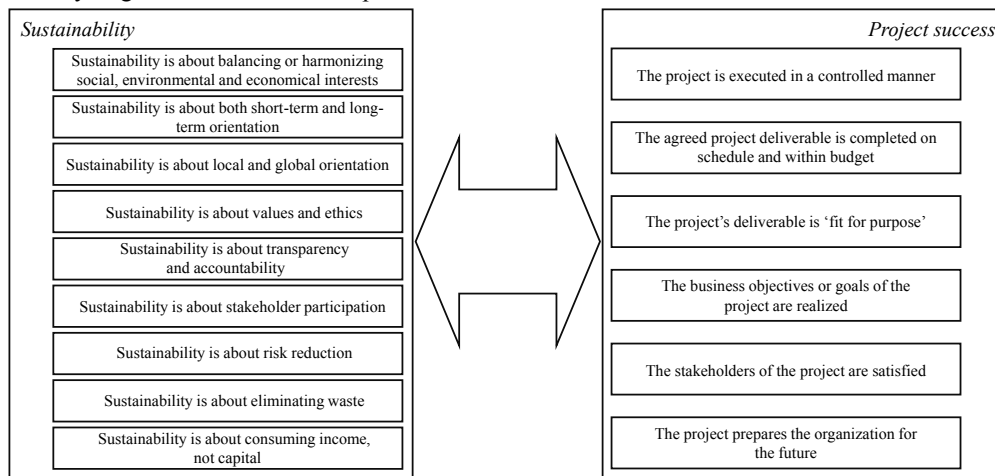 Sustainability
Sustainability is about balancing or harmonizing
social, environmental and economical interests
Sustainability is about both short-term and long-
term orientation
Sustainability is about local and global orientation
Sustainability is about values and ethics
Sustainability is about transparency
and accountability
Sustainability is about stakeholder participation
Sustainability is about risk reduction
Sustainability is about eliminating waste
Sustainability is about consuming income,
not capital
Project success
The project is executed in a controlled manner
The agreed project deliverable is completed on
schedule and within budget
The project’s deliverable is ‘fit for purpose’
The business objectives or goals of the
project are realized
The stakeholders of the project are satisfied
The project prepares the organization for
the future